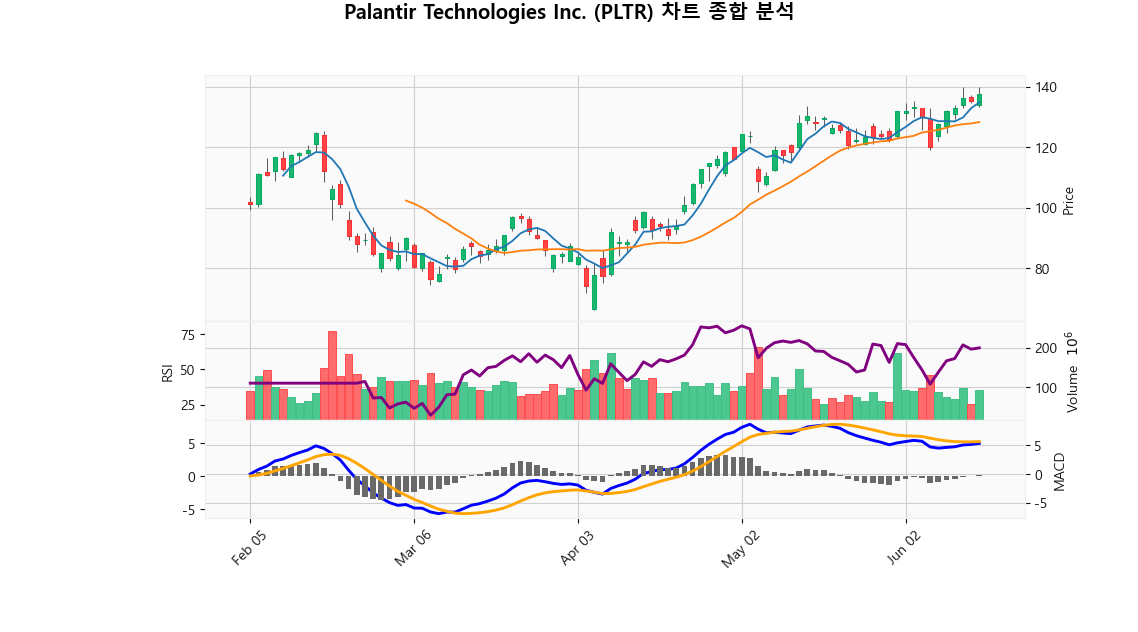 Palantir Technologies Inc. (PLTR) 차트 종합 분석
140
120
100
80
Price
75
50
25
RSI
200
100
Volume 10⁶
5
0
-5
5
0
-5
MACD
Feb 05
Mar 06
Apr 03
May 02
Jun 02